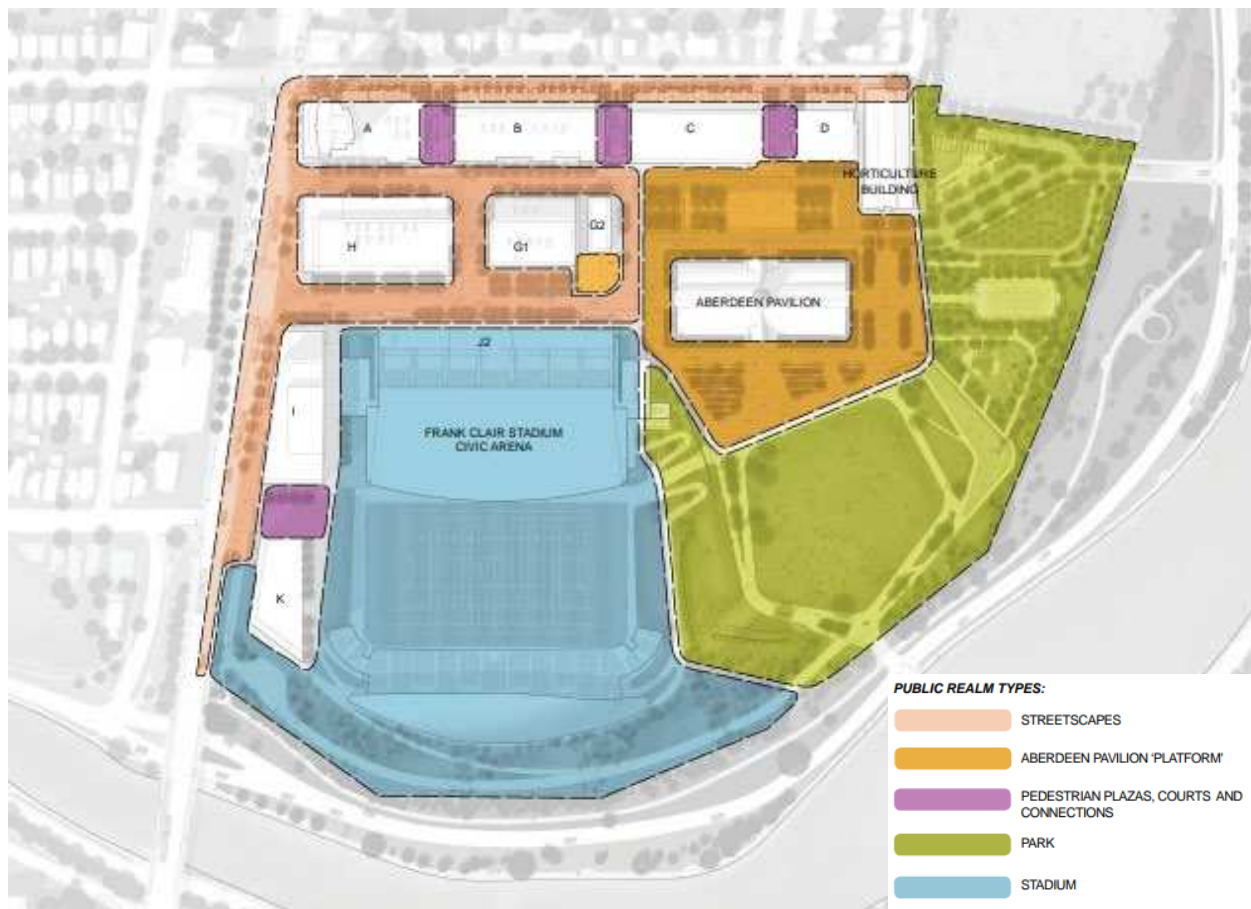 A
B
C
D
HORTICULTURE
BUILDING
H
G1
G2
ABERDEEN PAVILION
J2
I
FRANK CLAIR STADIUM
CIVIC ARENA
K
PUBLIC REALM TYPES:
STREETSCAPES
ABERDEEN PAVILION ‘PLATFORM’
PEDESTRIAN PLAZAS, COURTS AND
CONNECTIONS
PARK
STADIUM